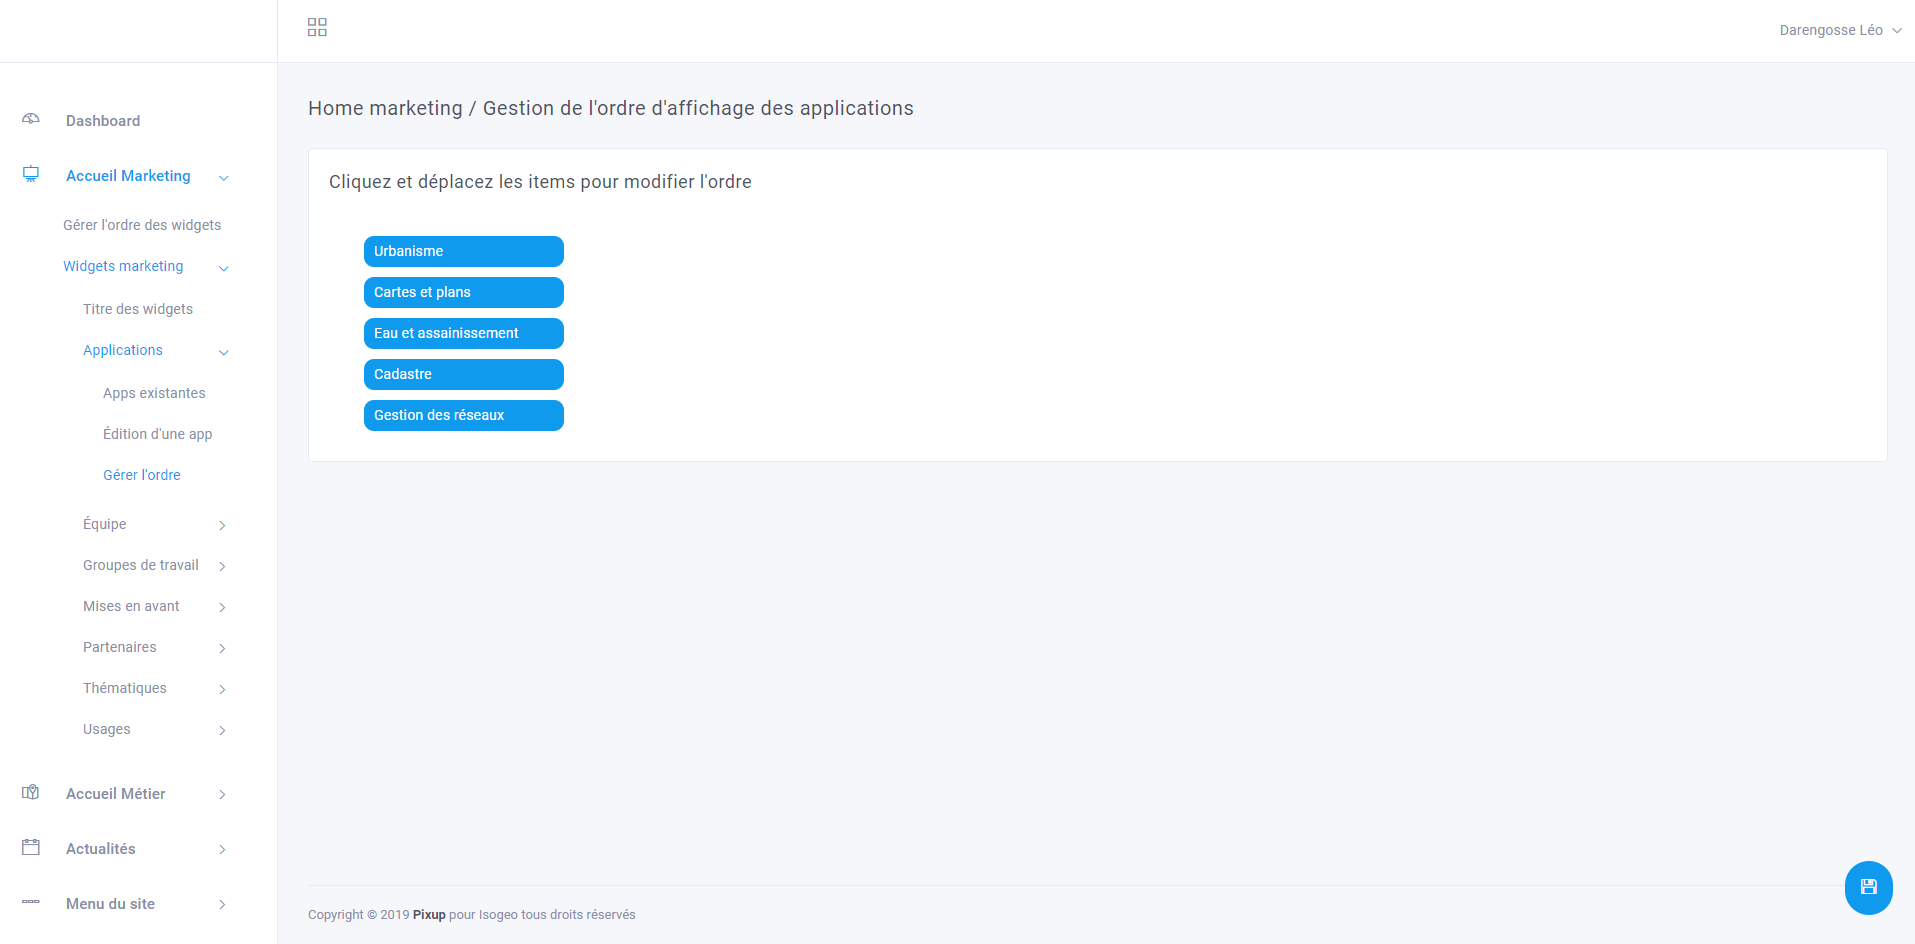 Darengosse Léo
Dashboard
Accueil Marketing
Gérer l'ordre des widgets
Widgets marketing
Titre des widgets
Applications
Apps existantes
Édition d'une app
Gérer l'ordre
Équipe
Groupes de travail
Mises en avant
Partenaires
Thématiques
Usages
Accueil Métier
Actualités
Menu du site
Home marketing / Gestion de l'ordre d'affichage des applications
Cliquez et déplacez les items pour modifier l'ordre
Urbanisme
Cartes et plans
Eau et assainissement
Cadastre
Gestion des réseaux
Copyright © 2019 Pixup pour Isogeo tous droits réservés